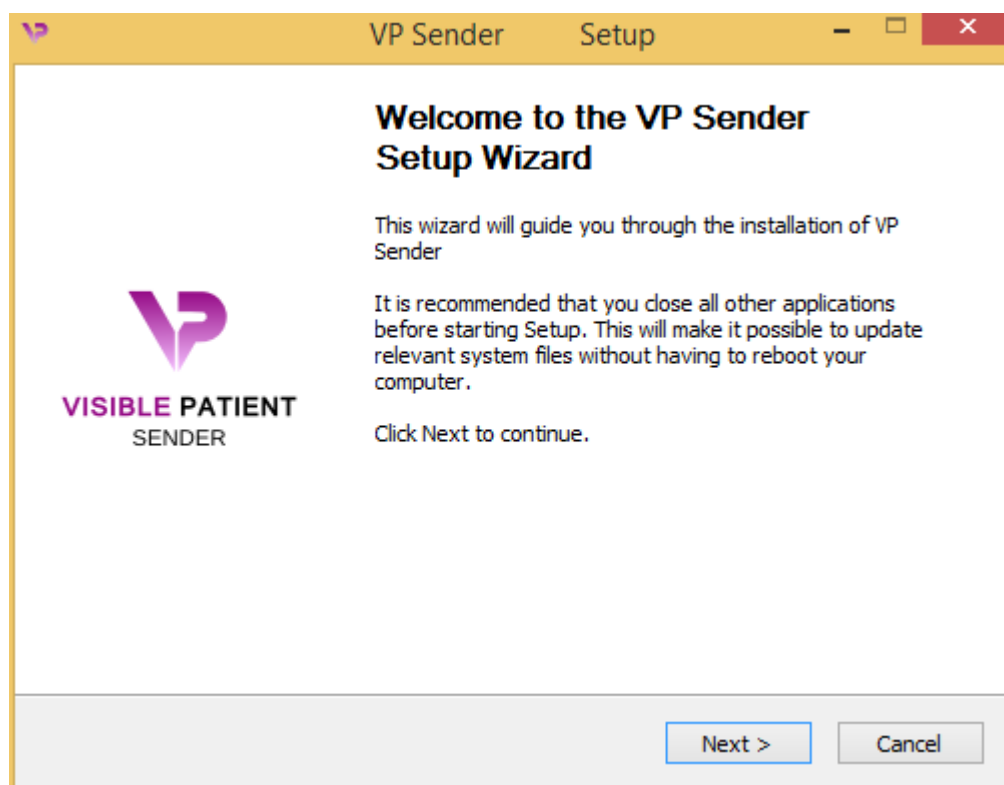 VP Sender Setup
Welcome to the VP Sender
Setup Wizard
This wizard will guide you through the installation of VP
Sender
It is recommended that you close all other applications
before starting Setup. This will make it possible to update
relevant system files without having to reboot your
computer.
Click Next to continue.
VP
VISIBLE PATIENT
SENDER
Next >
Cancel